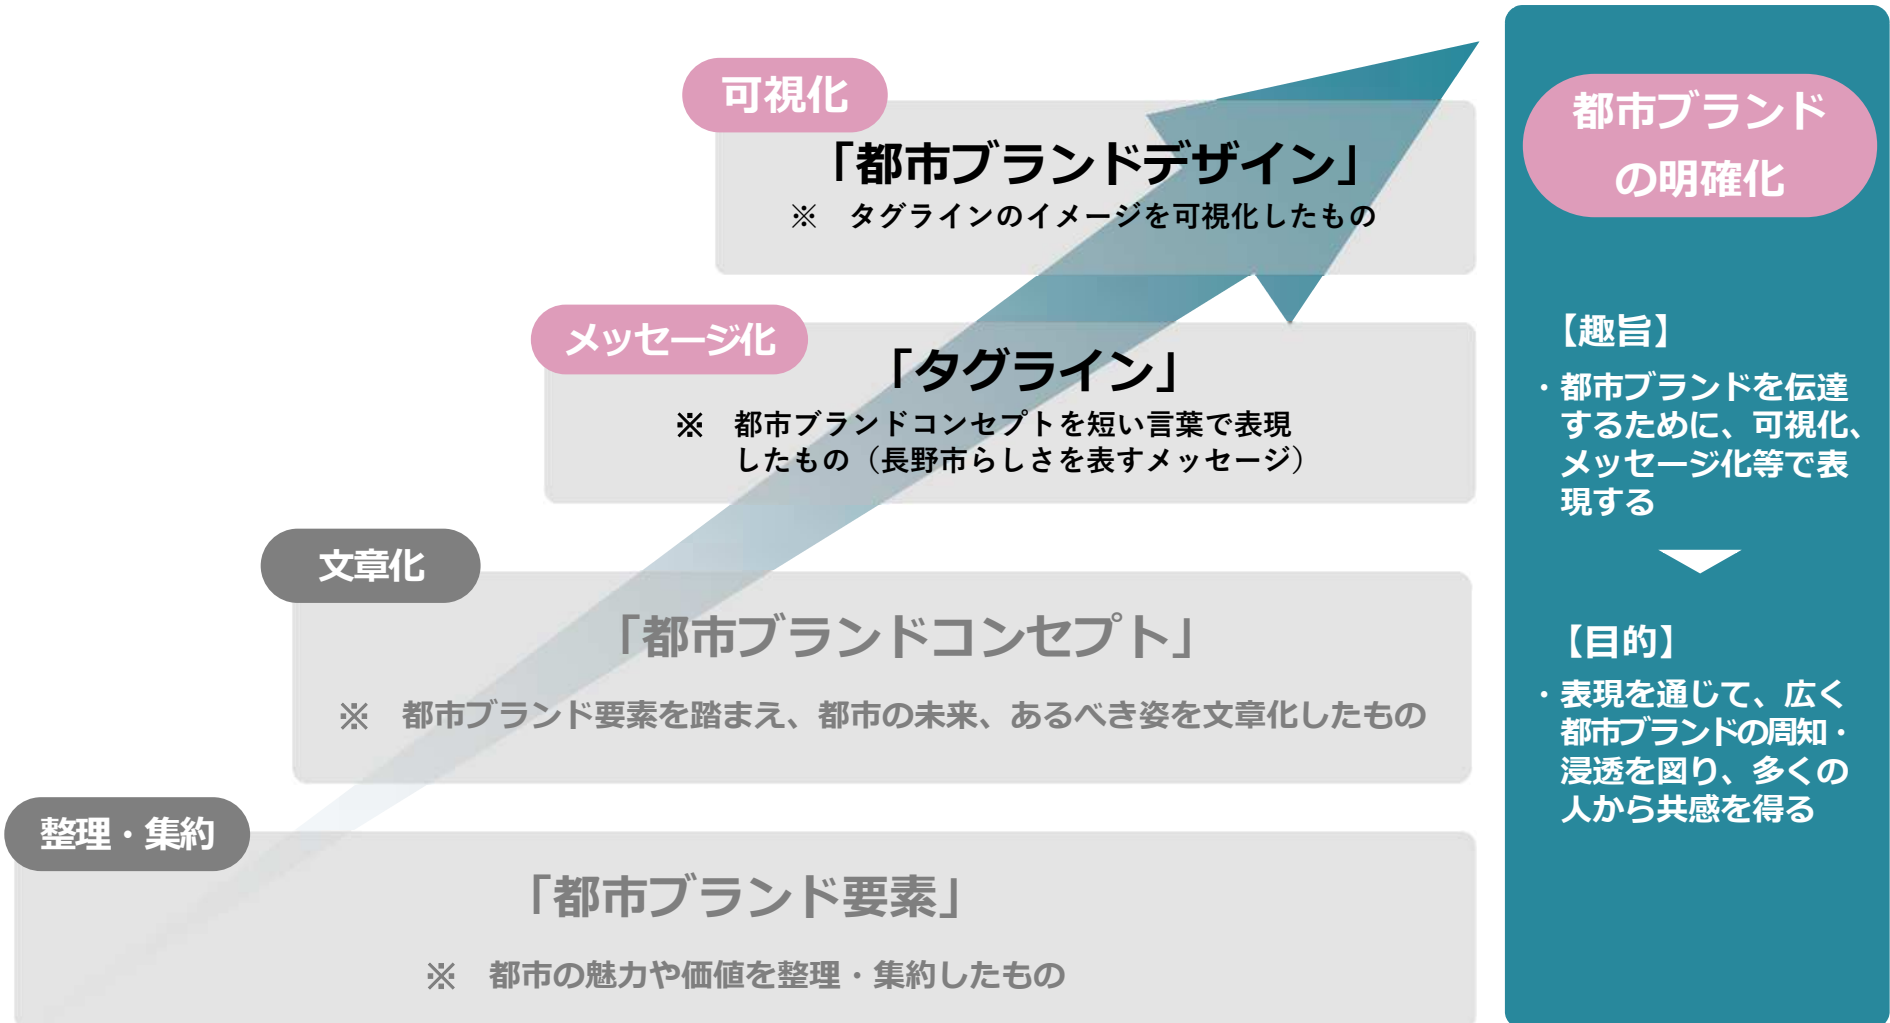 可視化
「都市ブランドデザイン」
※　タグラインのイメージを可視化したもの
メッセージ化
「タグライン」
※　都市ブランドコンセプトを短い言葉で表現
したもの（長野市らしさを表すメッセージ）
文章化
「都市ブランドコンセプト」
※　都市ブランド要素を踏まえ、都市の未来、あるべき姿を文章化したもの
整理・集約
「都市ブランド要素」
※　都市の魅力や価値を整理・集約したもの
都市ブランド
の明確化
【趣旨】
・都市ブランドを伝達
するために、可視化、
メッセージ化等で表
現する
【目的】
・表現を通じて、広く
都市ブランドの周知・
浸透を図り、多くの
人から共感を得る